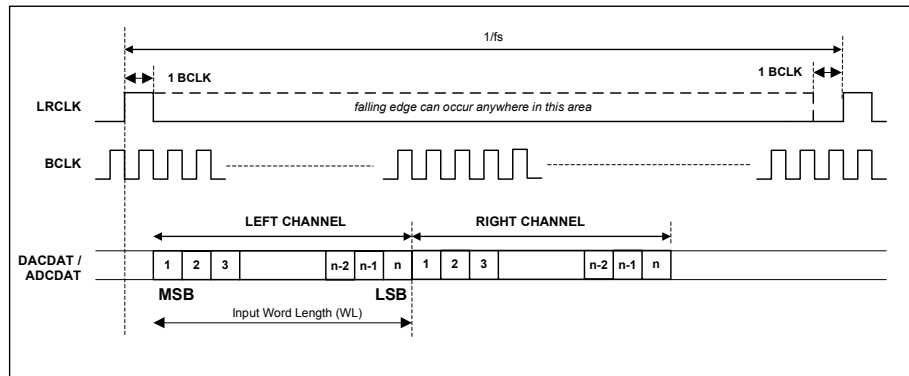 1/fs
1 BCLK
1 BCLK
LRCLK
falling edge can occur anywhere in this area
BCLK
LEFT CHANNEL
RIGHT CHANNEL
DACDAT /
ADCDAT
1 2 3 n-2 n-1 n 1 2 3 n-2 n-1 n
MSB LSB
Input Word Length (WL)